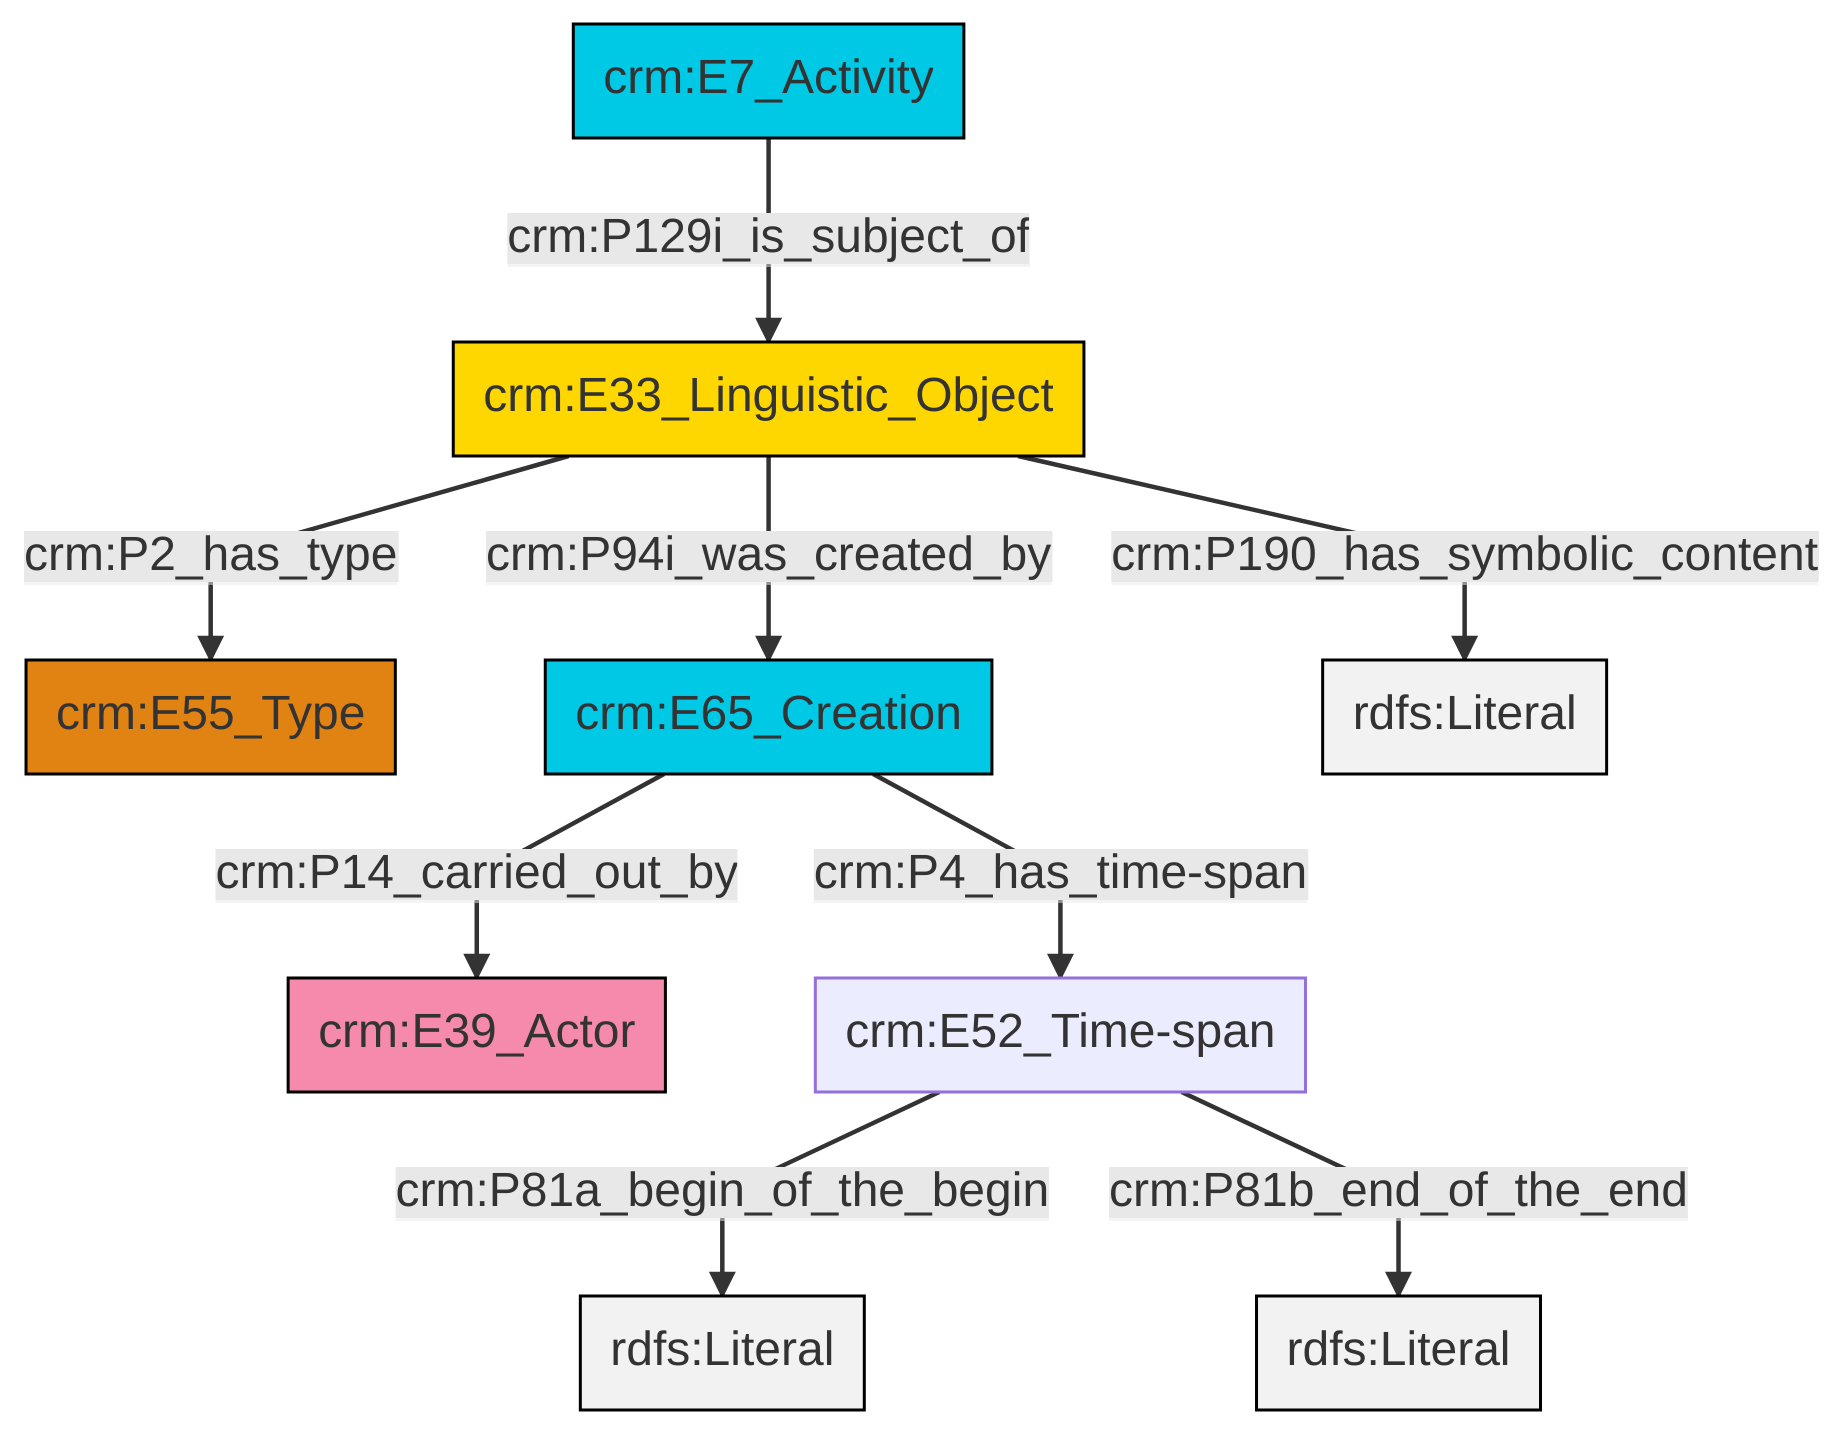 crm:E7_Activity
crm:P129i_is_subject_of
crm:E33_Linguistic_Object
crm:P2_has_type
crm:P94i_was_created_by
crm:P190_has_symbolic_content
crm:E55_Type
crm:E65_Creation
rdfs:Literal
crm:P14_carried_out_by
crm:P4_has_time-span
crm:E39_Actor
crm:E52_Time-span
crm:P81a_begin_of_the_begin
crm:P81b_end_of_the_end
rdfs:Literal
rdfs:Literal